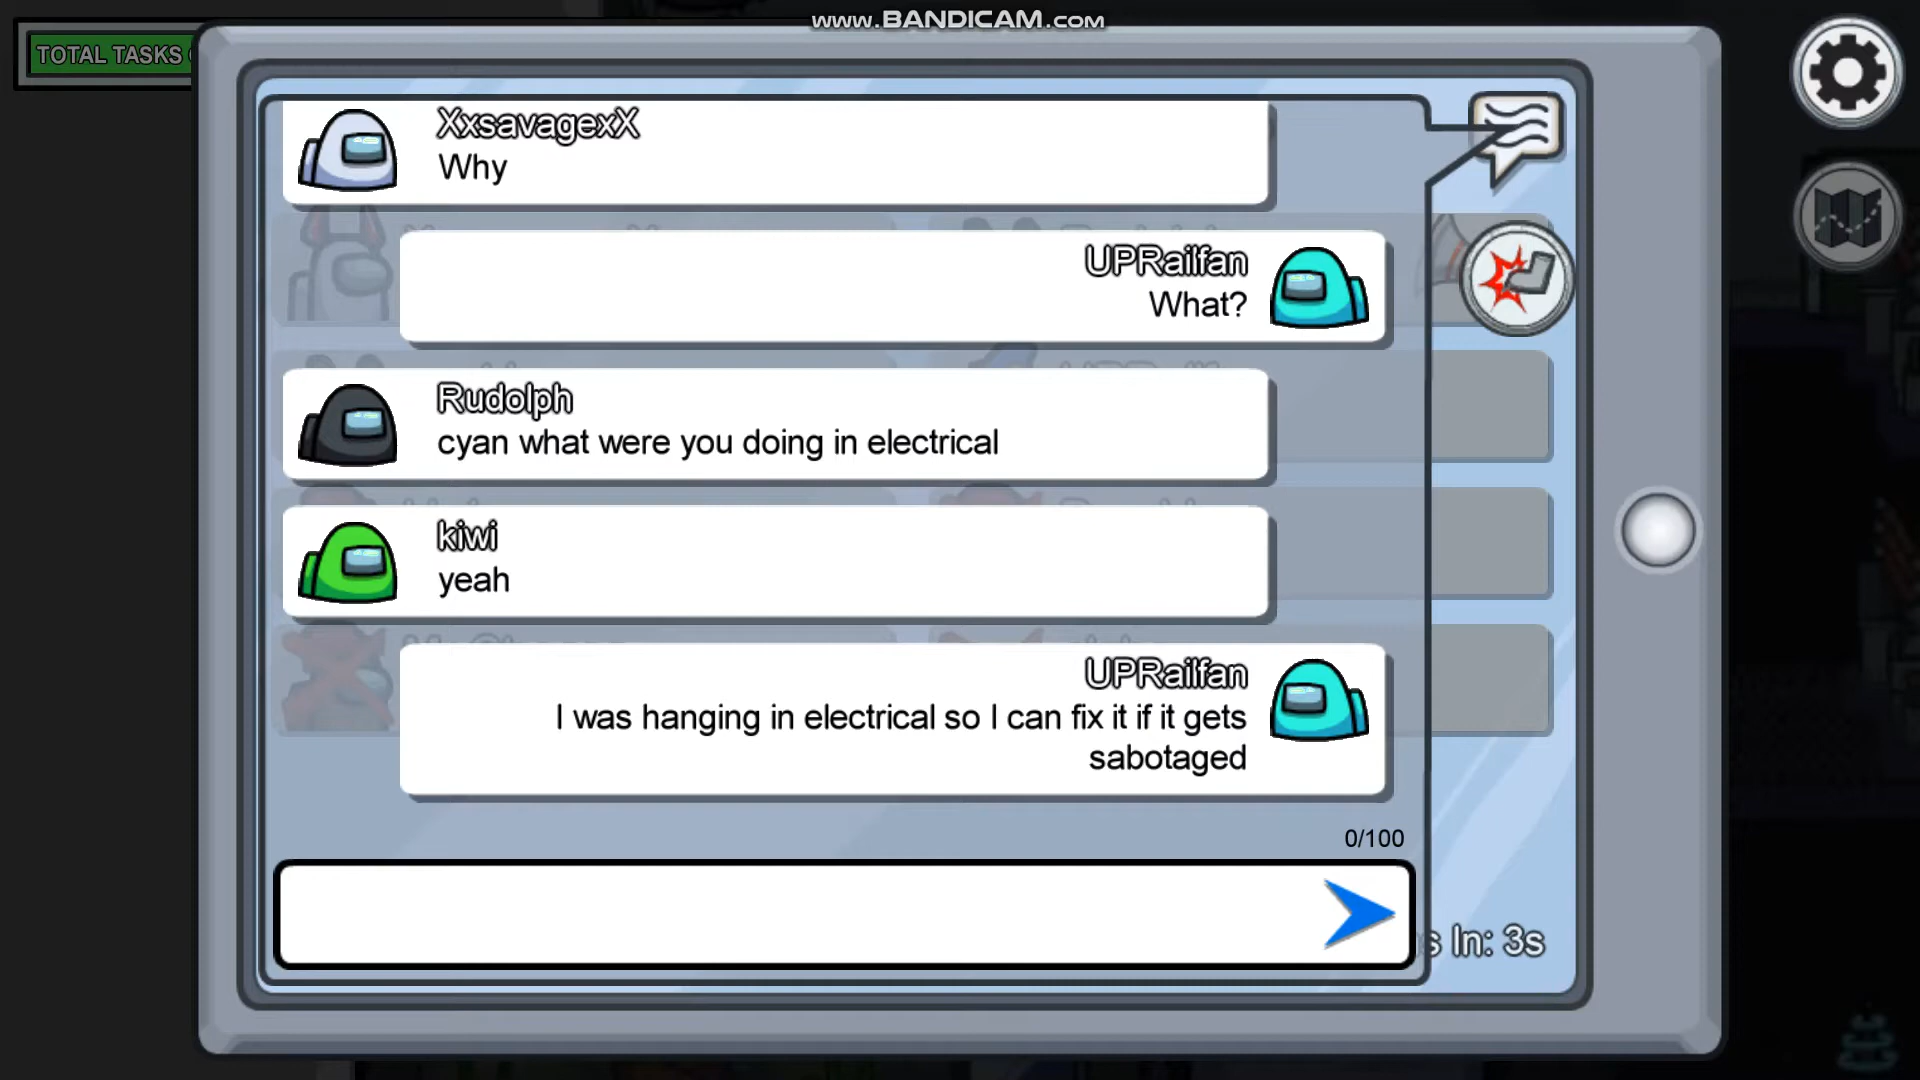 www.BANDICAM.com
TOTAL TASKS
XxsavagexX
Why
UPRailfan
What?
Rudolph
cyan what were you doing in electrical
kiwi
yeah
UPRailfan
I was hanging in electrical so I can fix it if it gets
sabotaged
0/100
s In: 3s